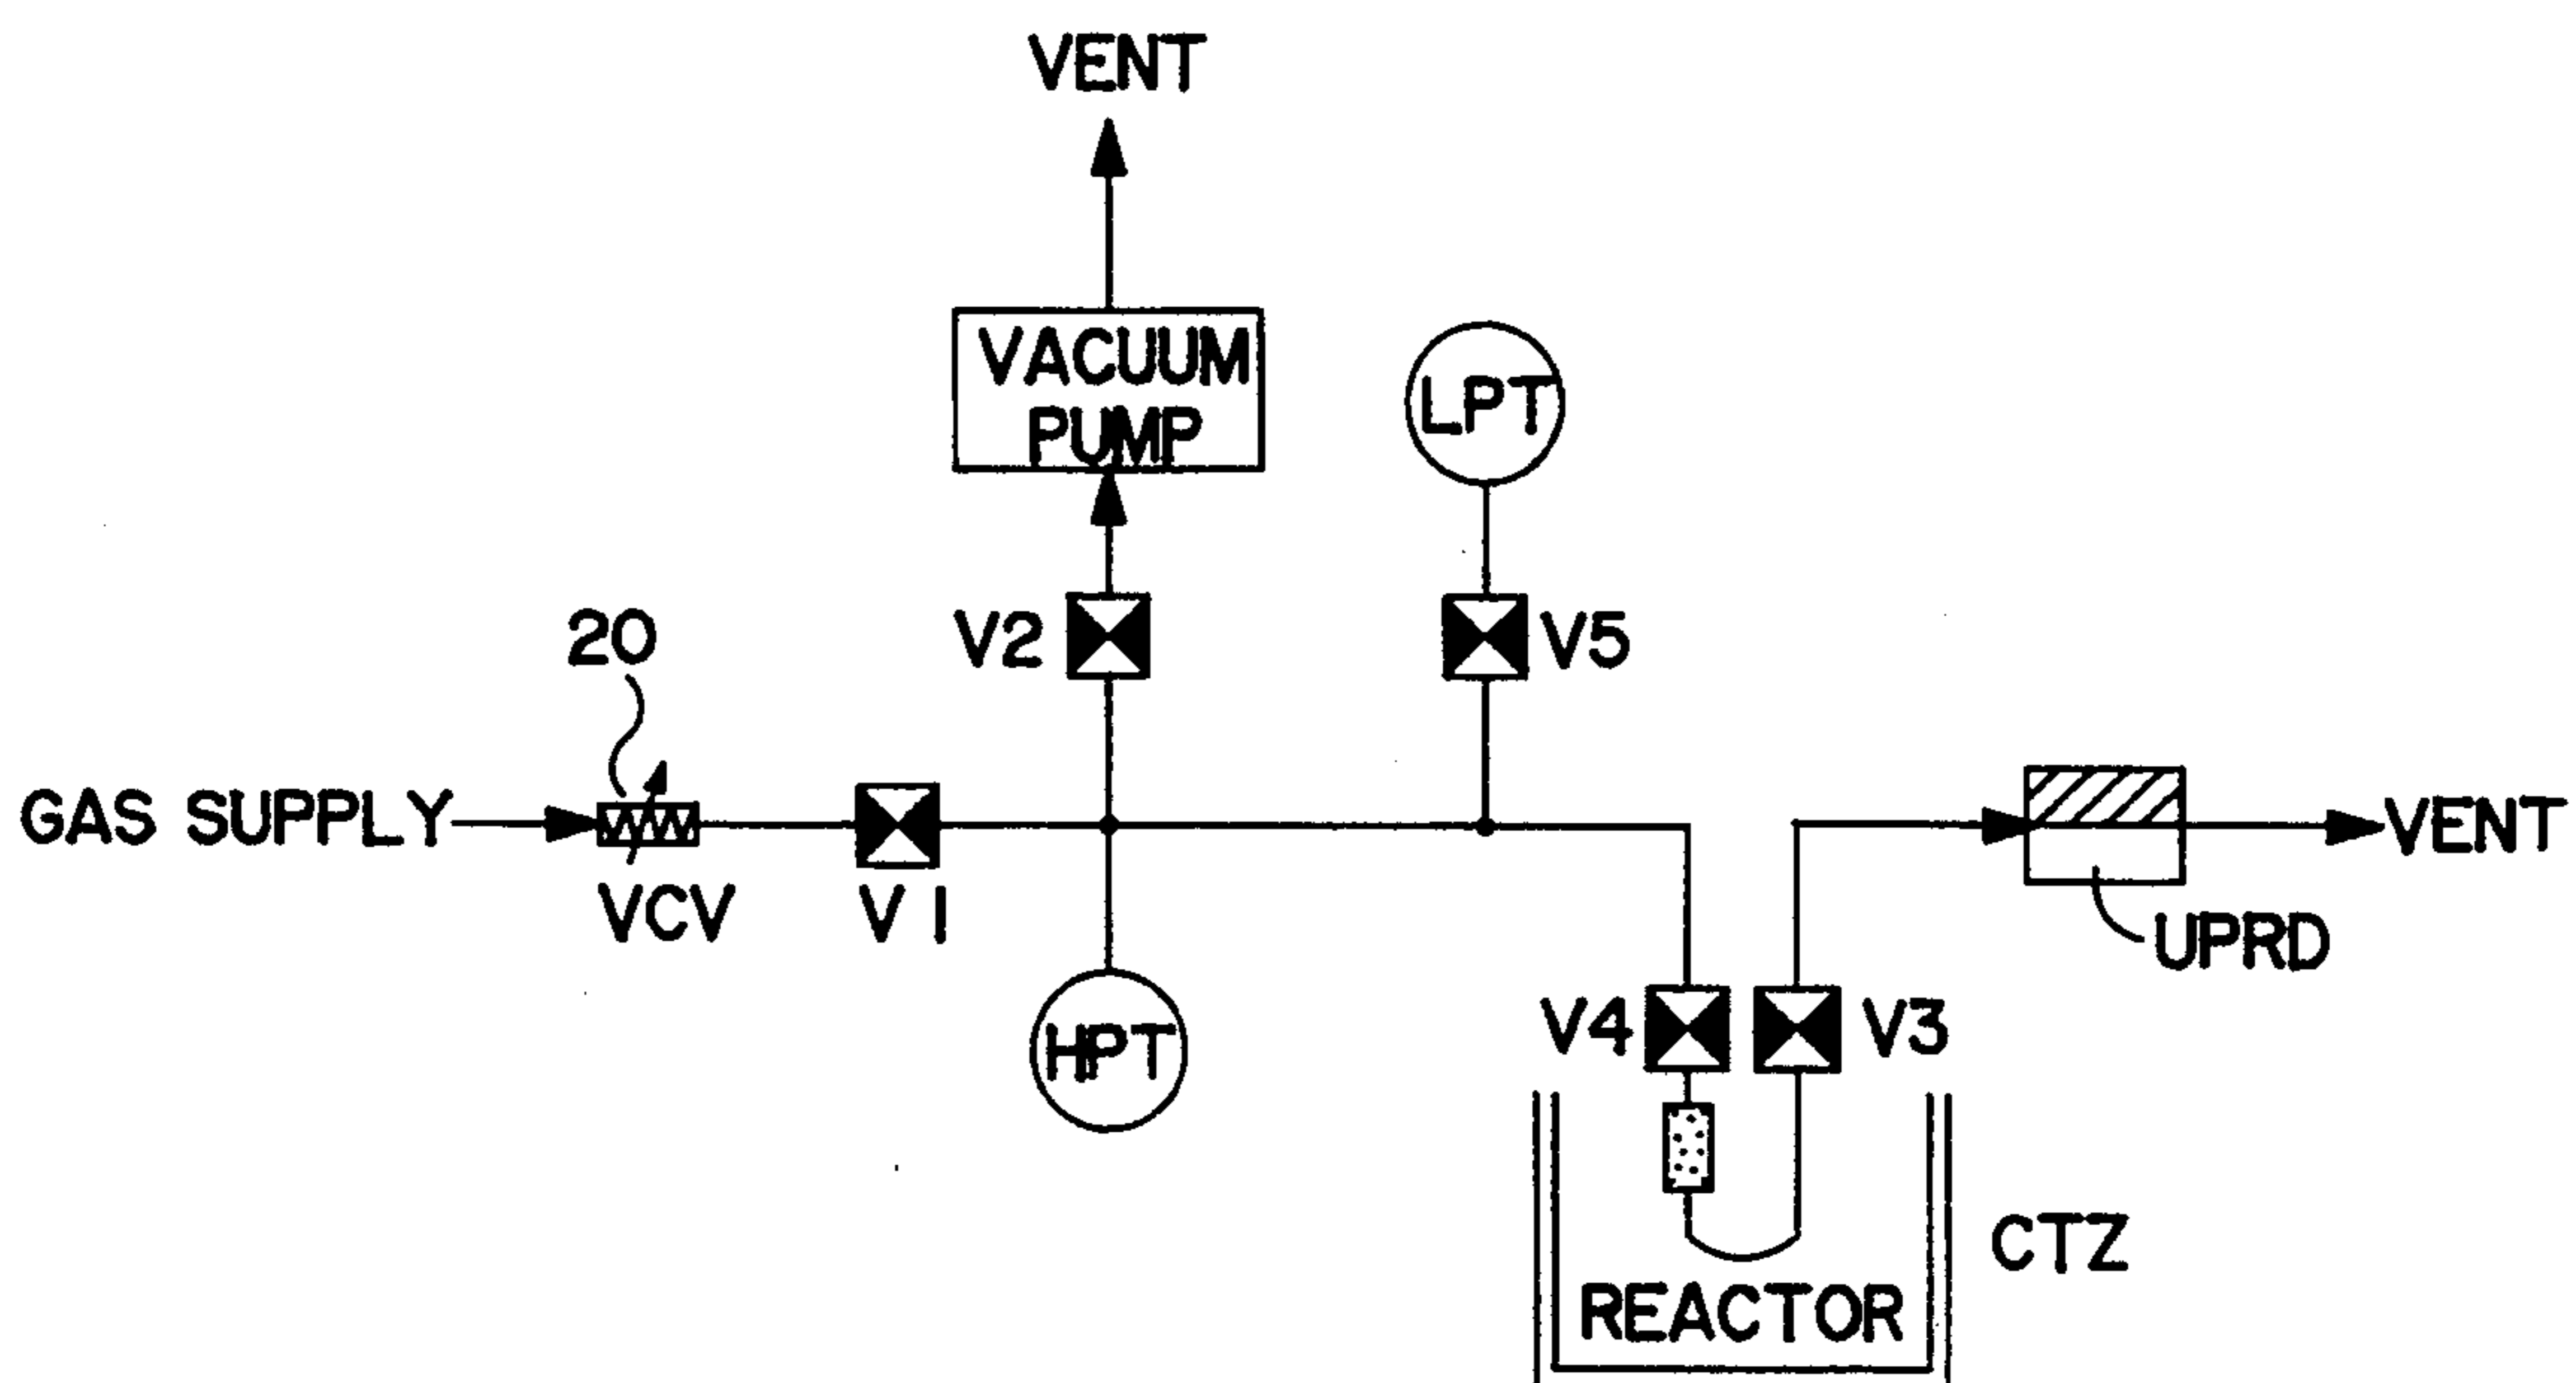 VENT
VACUUM
PUMP
LPT
20
V2
V5
GAS SUPPLY
VCV
V1
VENT
UPRD
HPT
V4
V3
CTZ
REACTOR